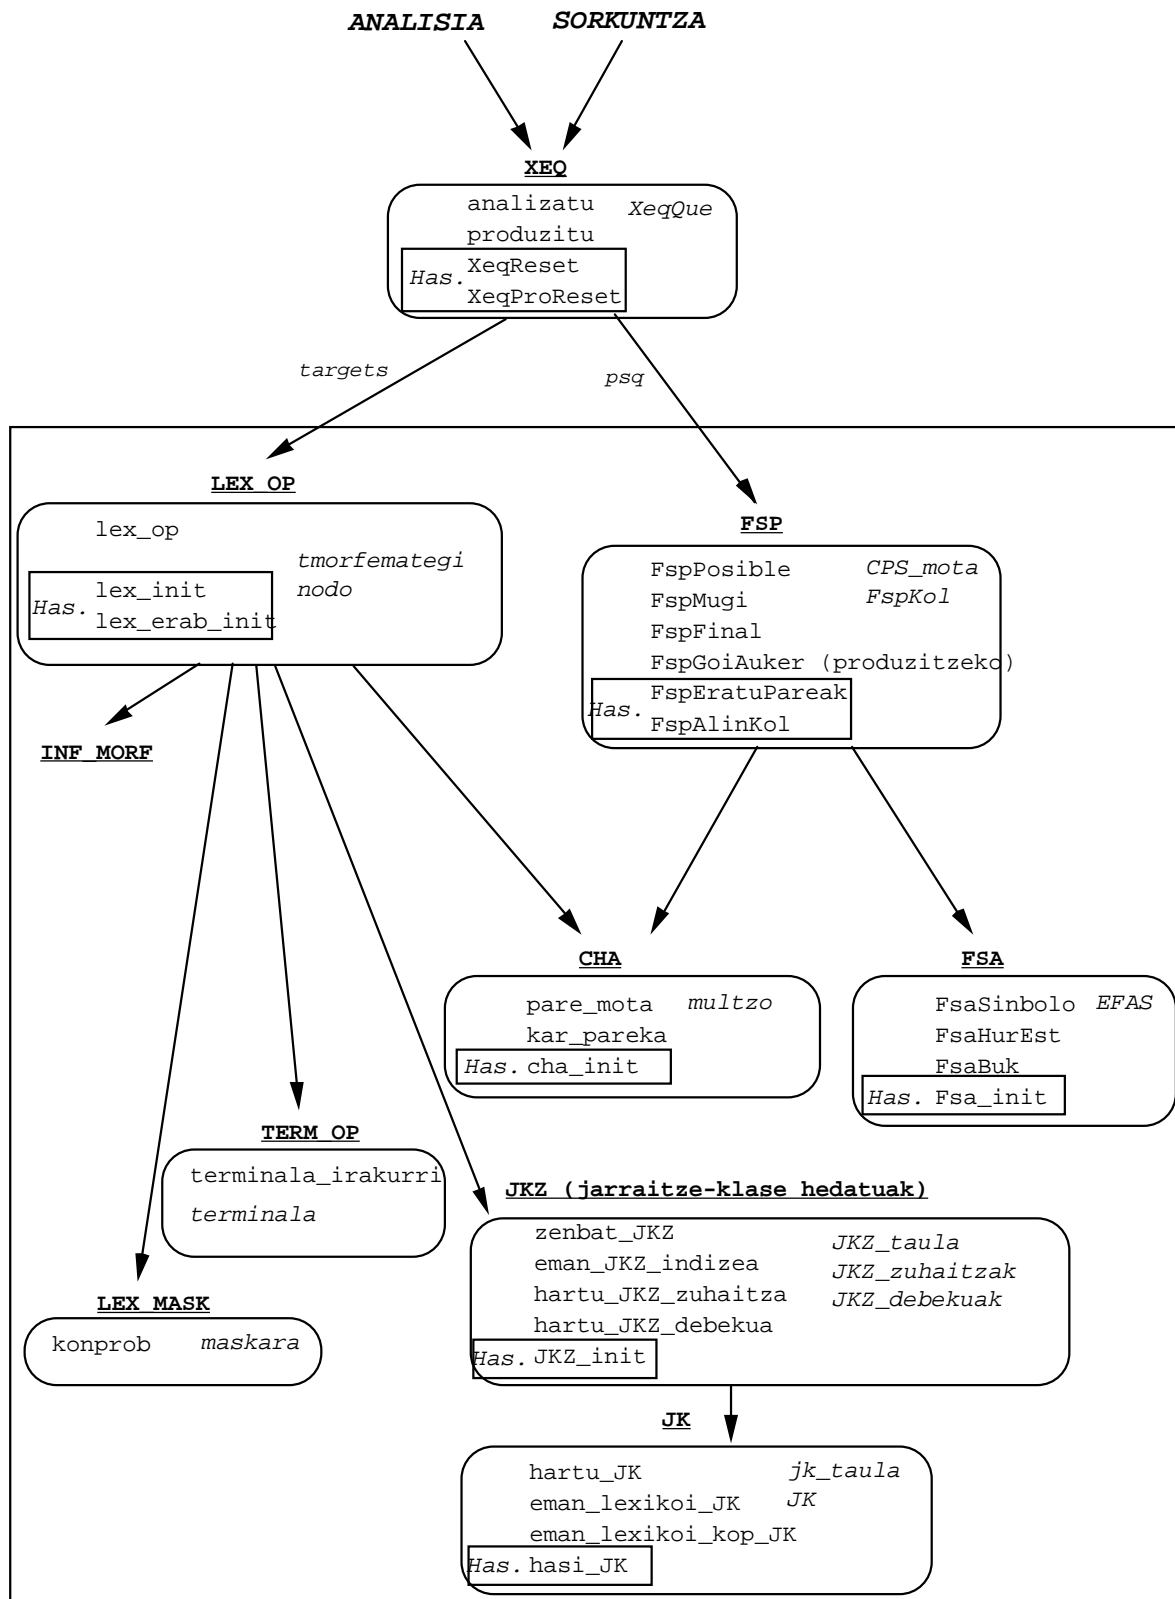 ANALISIA SORKUNTZA
XEQ
analizatu XeqQue
produzitu
Has. XeqReset
XeqProReset
targets psq
LEX_OP
lex_op
tmorfemategi
nodo
Has. lex_init
lex_erab_init
FSP
FspPosible CPS_mota
FspMugi FspKol
FspFinal
FspGoiAuker (produzitzeko)
Has. FspEratuPareak
FspAlinKol
INF_MORF
CHA
pare_mota multzo
kar_pareka
Has. cha_init
FSA
FsaSinbolo EFAS
FsaHurEst
FsaBuk
Has. Fsa_init
TERM_OP
terminala_irakurri
terminala
JKZ (jarraitze-klase hedatuak)
zenbat_JKZ JKZ_taula
eman_JKZ_indizea JKZ_zuhaitzak
hartu_JKZ_zuhaitza JKZ_debekuak
hartu_JKZ_debekua
Has. JKZ_init
LEX_MASK
konprob maskara
JK
hartu_JK jk_taula
eman_lexikoi_JK JK
eman_lexikoi_kop_JK
Has. hasi_JK